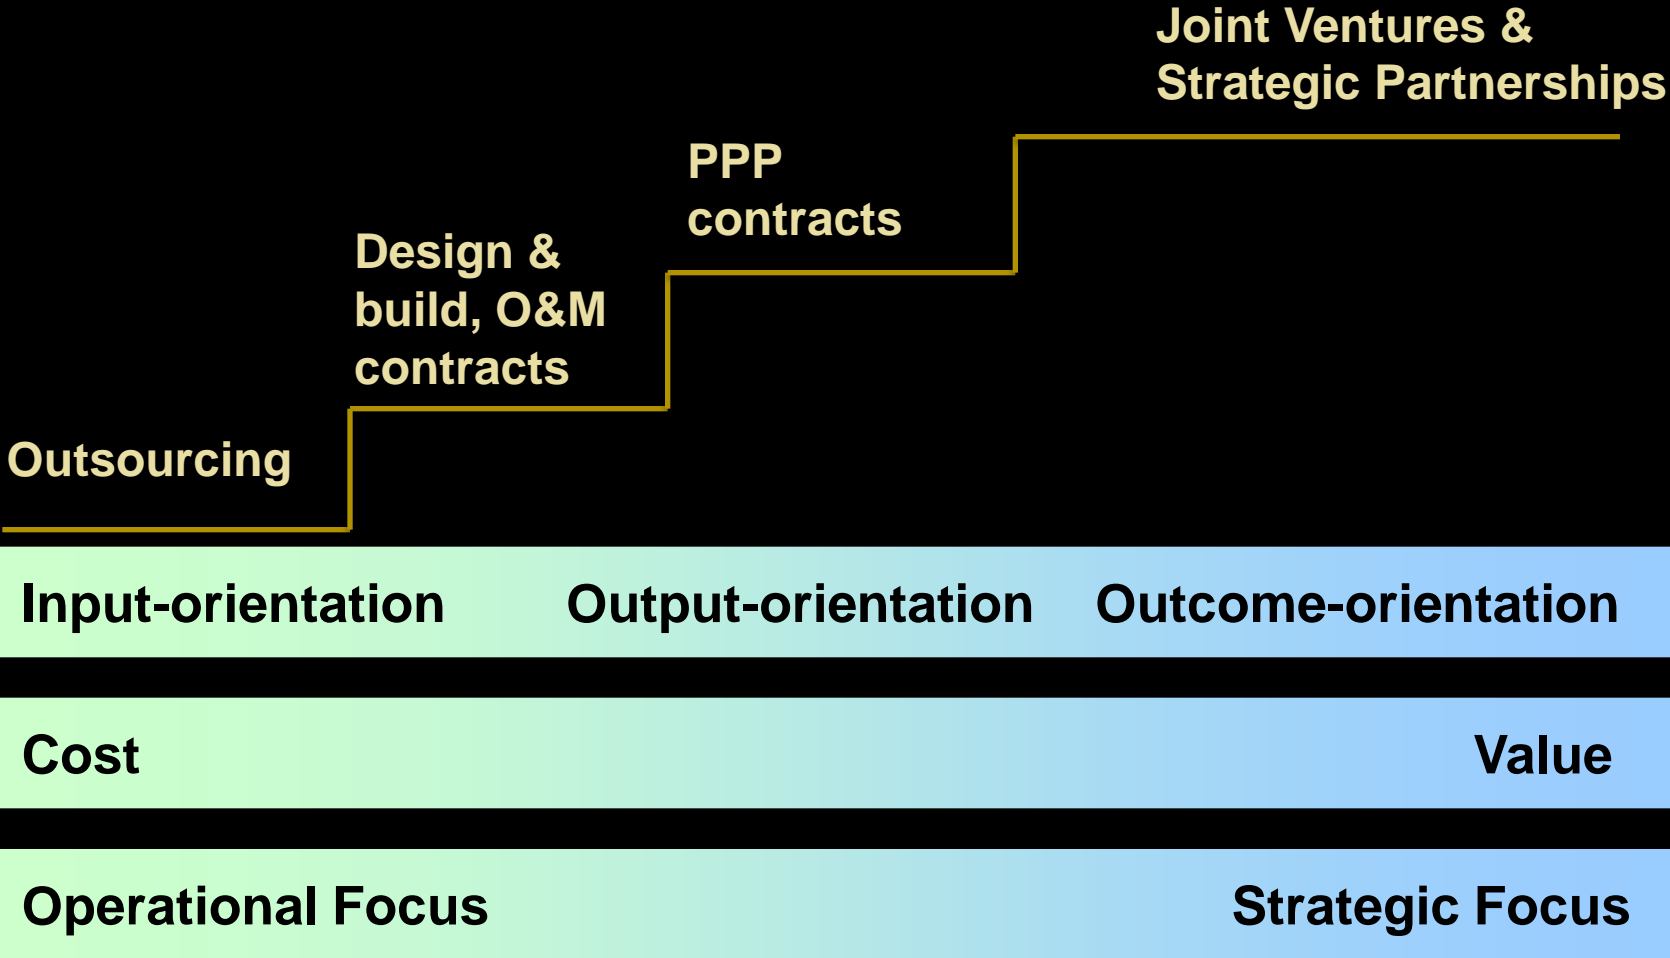 Joint Ventures &
Strategic Partnerships
PPP
contracts
Design &
build, O&M
contracts
Outsourcing
Input-orientation Output-orientation Outcome-orientation
Cost Value
Operational Focus Strategic Focus